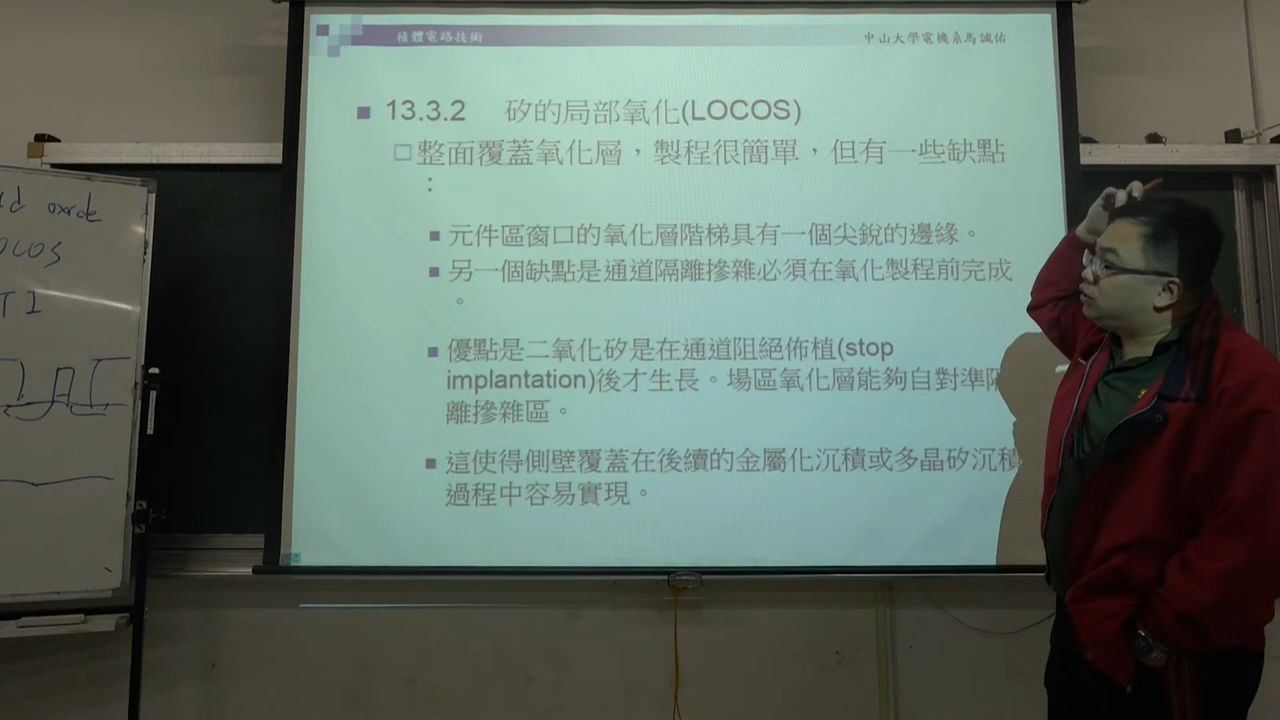 積體電路技術
中山大學電機系馬誠佑
13.3.2 矽的局部氧化(LOCOS)
整面覆蓋氧化層，製程很簡單，但有一些缺點
：
元件區窗口的氧化層階梯具有一個尖銳的邊緣。
另一個缺點是通道隔離摻雜必須在氧化製程前完成
。
優點是二氧化矽是在通道阻絕佈植(stop
implantation)後才生長。場區氧化層能夠自對準隔
離摻雜區。
這使得側壁覆蓋在後續的金屬化沉積或多晶矽沉積
過程中容易實現。
oxide
OCOS
TI